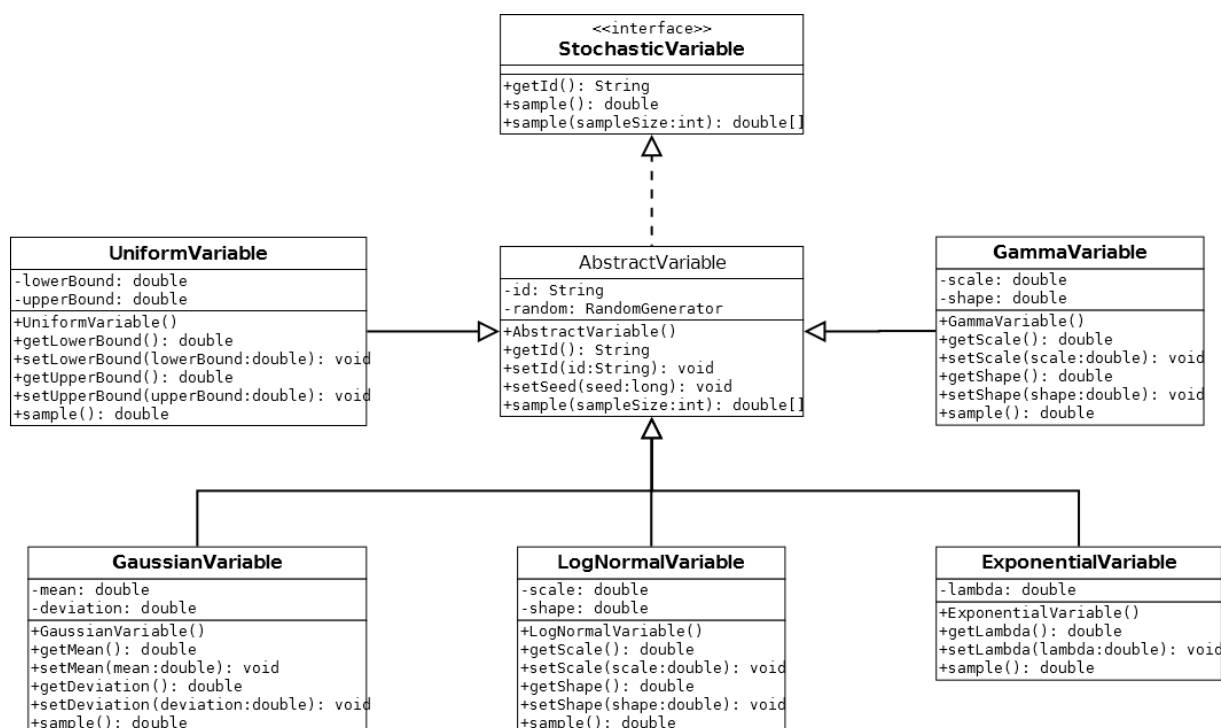 <<interface>>
StochasticVariable
+getId(): String
+sample(): double
+sample(sampleSize:int): double[]
UniformVariable
-lowerBound: double
-upperBound: double
+UniformVariable()
+getLowerBound(): double
+setLowerBound(lowerBound:double): void
+getUpperBound(): double
+setUpperBound(upperBound:double): void
+sample(): double
AbstractVariable
-id: String
-random: RandomGenerator
+AbstractVariable()
+getId(): String
+setId(id:String): void
+setSeed(seed:long): void
+sample(sampleSize:int): double[]
GammaVariable
-scale: double
-shape: double
+GammaVariable()
+getScale(): double
+setScale(scale:double): void
+getShape(): double
+setShape(shape:double): void
+sample(): double
GaussianVariable
-mean: double
-deviation: double
+GaussianVariable()
+getMean(): double
+setMean(mean:double): void
+getDeviation(): double
+setDeviation(deviation:double): void
+sample(): double
LogNormalVariable
-scale: double
-shape: double
+LogNormalVariable()
+getScale(): double
+setScale(scale:double): void
+getShape(): double
+setShape(shape:double): void
+sample(): double
ExponentialVariable
-lambda: double
+ExponentialVariable()
+getLambda(): double
+setLambda(lambda:double): void
+sample(): double